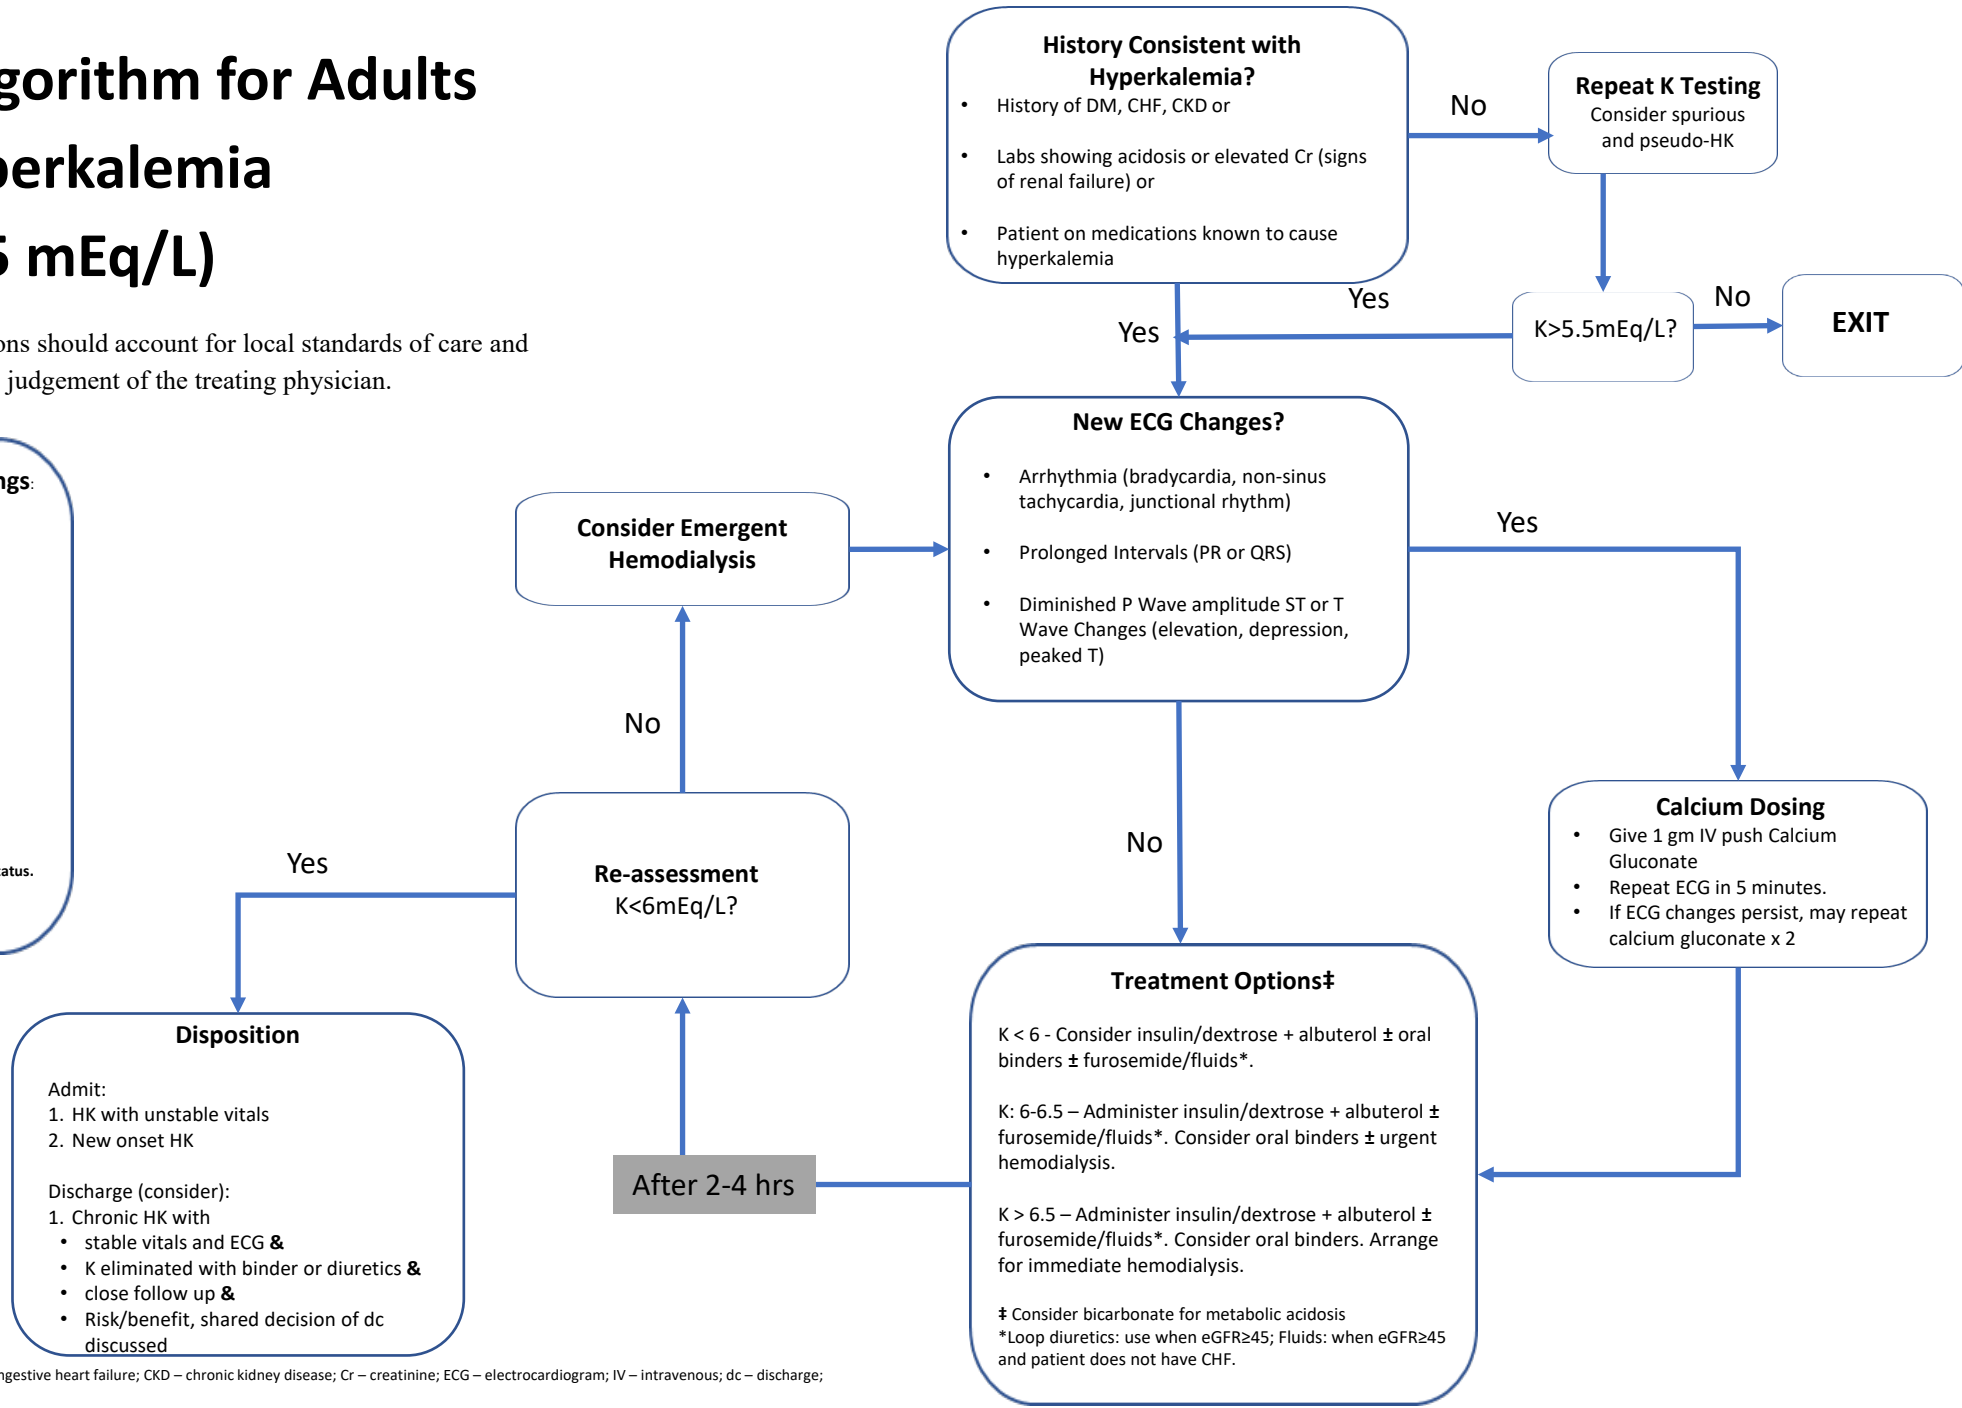 gorithm for Adults
perkalemia
5 mEq/L)
ons should account for local standards of care and
judgement of the treating physician.
ngs:
tatus.
History Consistent with
Hyperkalemia?
• History of DM, CHF, CKD or
• Labs showing acidosis or elevated Cr (signs
of renal failure) or
• Patient on medications known to cause
hyperkalemia
No
Repeat K Testing
Consider spurious
and pseudo-HK
Yes
Yes
K>5.5mEq/L?
No
EXIT
New ECG Changes?
• Arrhythmia (bradycardia, non-sinus
tachycardia, junctional rhythm)
• Prolonged Intervals (PR or QRS)
• Diminished P Wave amplitude ST or T
Wave Changes (elevation, depression,
peaked T)
Yes
No
Calcium Dosing
• Give 1 gm IV push Calcium
Gluconate
• Repeat ECG in 5 minutes.
• If ECG changes persist, may repeat
calcium gluconate x 2
Treatment Options‡
K < 6 - Consider insulin/dextrose + albuterol ± oral
binders ± furosemide/fluids*.
K: 6-6.5 – Administer insulin/dextrose + albuterol ±
furosemide/fluids*. Consider oral binders ± urgent
hemodialysis.
K > 6.5 – Administer insulin/dextrose + albuterol ±
furosemide/fluids*. Consider oral binders. Arrange
for immediate hemodialysis.
‡ Consider bicarbonate for metabolic acidosis
*Loop diuretics: use when eGFR≥45; Fluids: when eGFR≥45
and patient does not have CHF.
After 2-4 hrs
Re-assessment
K<6mEq/L?
No
Consider Emergent
Hemodialysis
Yes
Disposition
Admit:
1. HK with unstable vitals
2. New onset HK
Discharge (consider):
1. Chronic HK with
• stable vitals and ECG &
• K eliminated with binder or diuretics &
• close follow up &
• Risk/benefit, shared decision of dc
discussed
ngestive heart failure; CKD – chronic kidney disease; Cr – creatinine; ECG – electrocardiogram; IV – intravenous; dc – discharge;